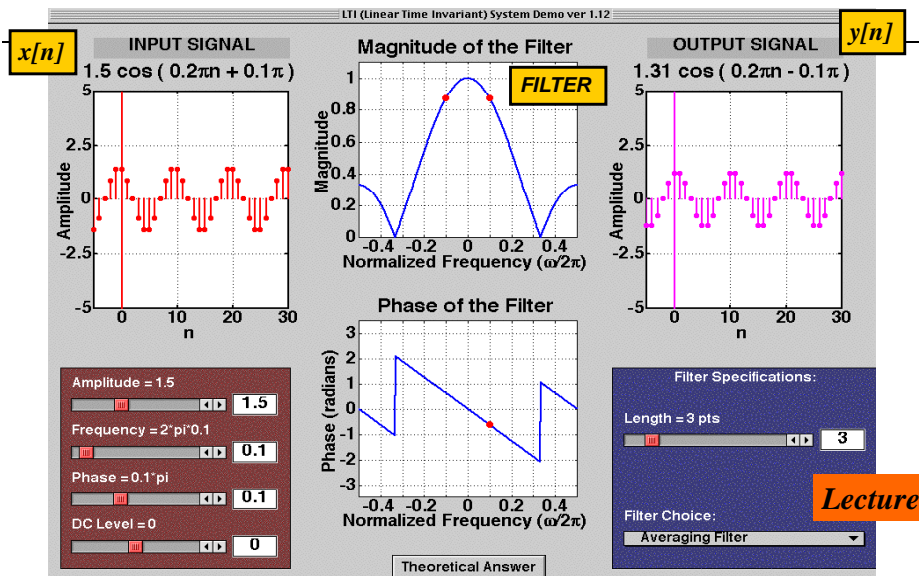 LTI (Linear Time Invariant) System Demo ver 1.12
x[n]
INPUT SIGNAL
1.5 cos ( 0.2πn + 0.1π )
Amplitude
5
2.5
0
-2.5
-5
0 10 20 30
n
Magnitude of the Filter
FILTER
Magnitude
1
0.8
0.6
0.4
0.2
0
-0.4 -0.2 0 0.2 0.4
Normalized Frequency (ω/2π)
y[n]
OUTPUT SIGNAL
1.31 cos ( 0.2πn - 0.1π )
Amplitude
5
2.5
0
-2.5
-5
0 10 20 30
n
Phase of the Filter
Phase (radians)
3
2
1
0
-1
-2
-3
-0.4 -0.2 0 0.2 0.4
Normalized Frequency (ω/2π)
Amplitude = 1.5
1.5
Frequency = 2*pi*0.1
0.1
Phase = 0.1*pi
0.1
DC Level = 0
0
Theoretical Answer
Filter Specifications:
Length = 3 pts
3
Lecture
Filter Choice:
Averaging Filter